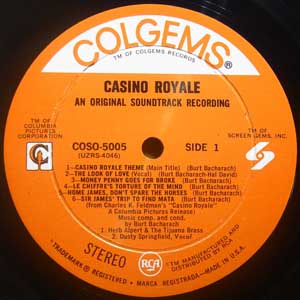 COLGEMS®
TM OF COLGEMS RECORDS
CASINO ROYALE
AN ORIGINAL SOUNDTRACK RECORDING
TM OF
COLUMBIA
PICTURES
CORPORATION
COSO-5005
(UZRS-4046)
SIDE 1
TM OF
SCREEN GEMS, INC.
1—CASINO ROYALE THEME (Main Title) (Burt Bacharach)
2—THE LOOK OF LOVE (Vocal) (Burt Bacharach-Hal David)
3—MONEY PENNY GOES FOR BROKE (Burt Bacharach)
4—LE CHIFFRE'S TORTURE OF THE MIND (Burt Bacharach)
5—HOME JAMES, DON'T SPARE THE HORSES (Burt Bacharach)
6—SIR JAMES' TRIP TO FIND MATA (Burt Bacharach)
(from Charles K. Feldman's "Casino Royale"
A Columbia Pictures Release)
Music comp. and cond.
by Burt Bacharach
1- Herb Alpert & The Tijuana Brass
2- Dusty Springfield, Vocal
STEREO
RCA
TRADEMARK REGISTERED • MARCA REGISTRADA—MADE IN U.S.A.
TM MANUFACTURED AND
DISTRIBUTED BY RCA